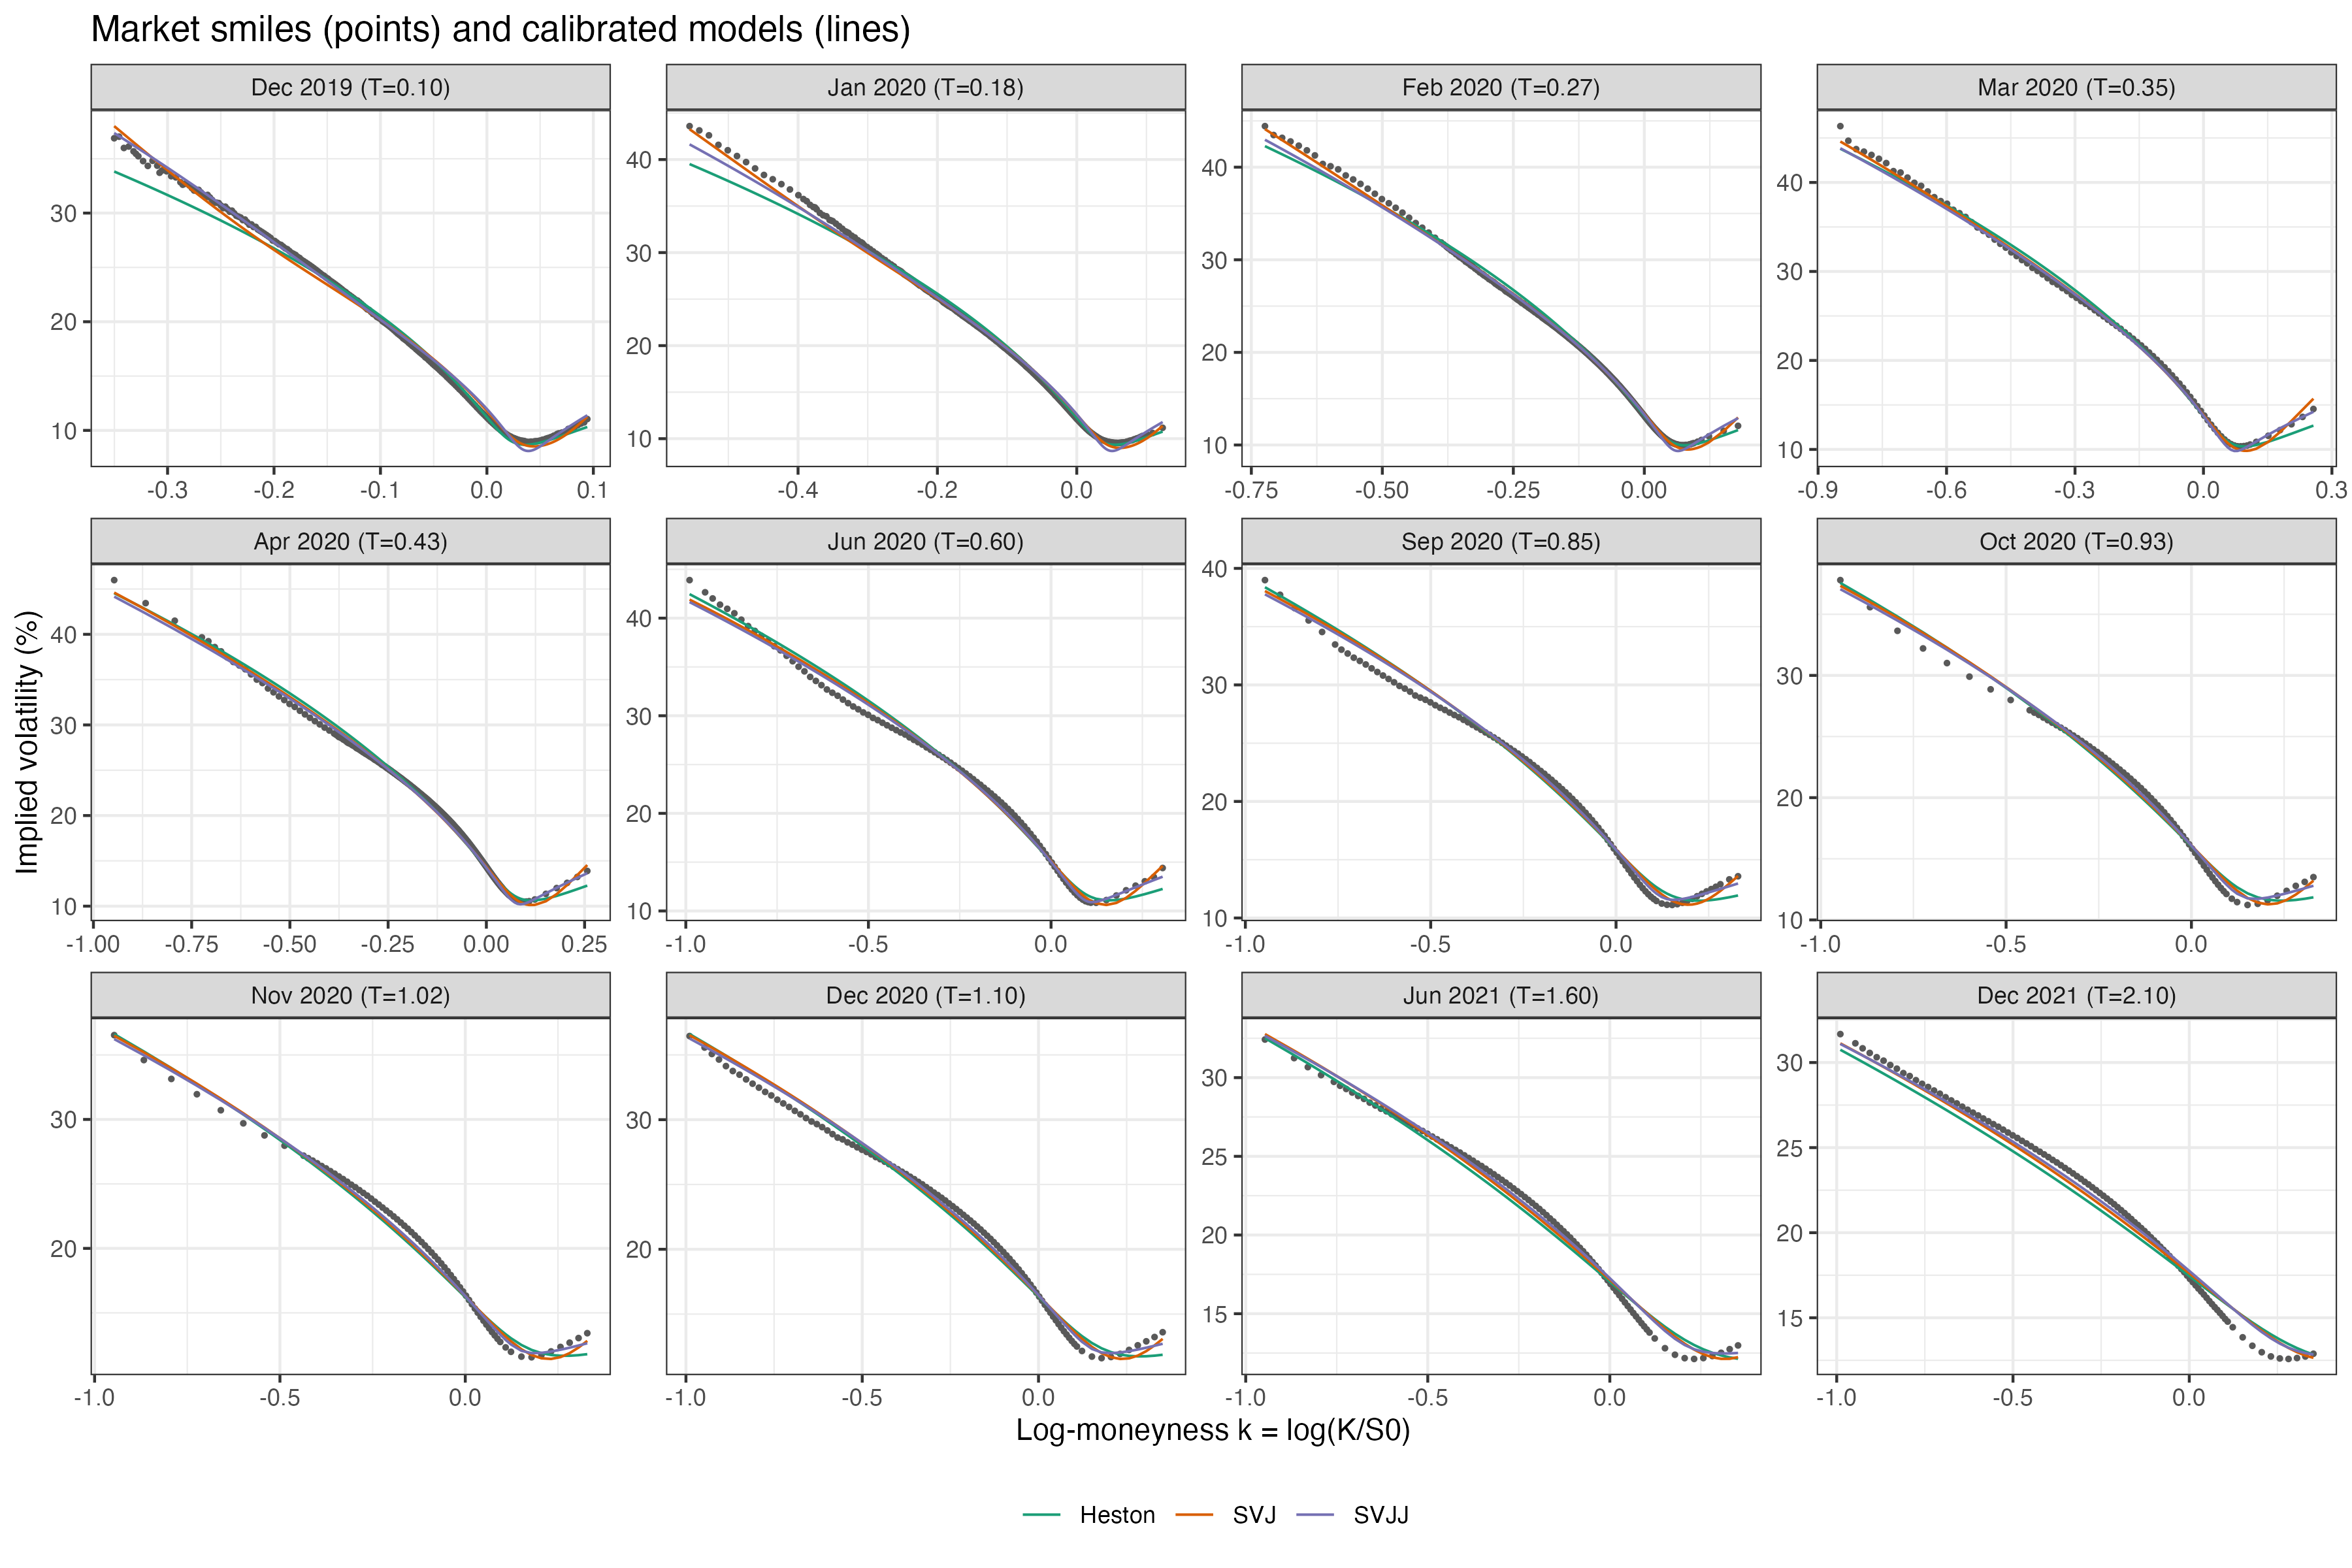 Market smiles (points) and calibrated models (lines)
Dec 2019 (T=0.10)
Jan 2020 (T=0.18)
Feb 2020 (T=0.27)
Mar 2020 (T=0.35)
30
20
10
-0.3 -0.2 -0.1 0.0 0.1
40
30
20
10
-0.4 -0.2 0.0
40
30
20
10
-0.75 -0.50 -0.25 0.00
40
30
20
10
-0.9 -0.6 -0.3 0.0 0.3
Apr 2020 (T=0.43)
Jun 2020 (T=0.60)
Sep 2020 (T=0.85)
Oct 2020 (T=0.93)
Implied volatility (%)
40
30
20
10
-1.00 -0.75 -0.50 -0.25 0.00 0.25
40
30
20
10
-1.0 -0.5 0.0
40
30
20
10
-1.0 -0.5 0.0
30
20
10
-1.0 -0.5 0.0
Nov 2020 (T=1.02)
Dec 2020 (T=1.10)
Jun 2021 (T=1.60)
Dec 2021 (T=2.10)
30
20
-1.0 -0.5 0.0
30
20
-1.0 -0.5 0.0
30
25
20
15
-1.0 -0.5 0.0
30
25
20
15
-1.0 -0.5 0.0
Log-moneyness k = log(K/S0)
Heston SVJ SVJJ